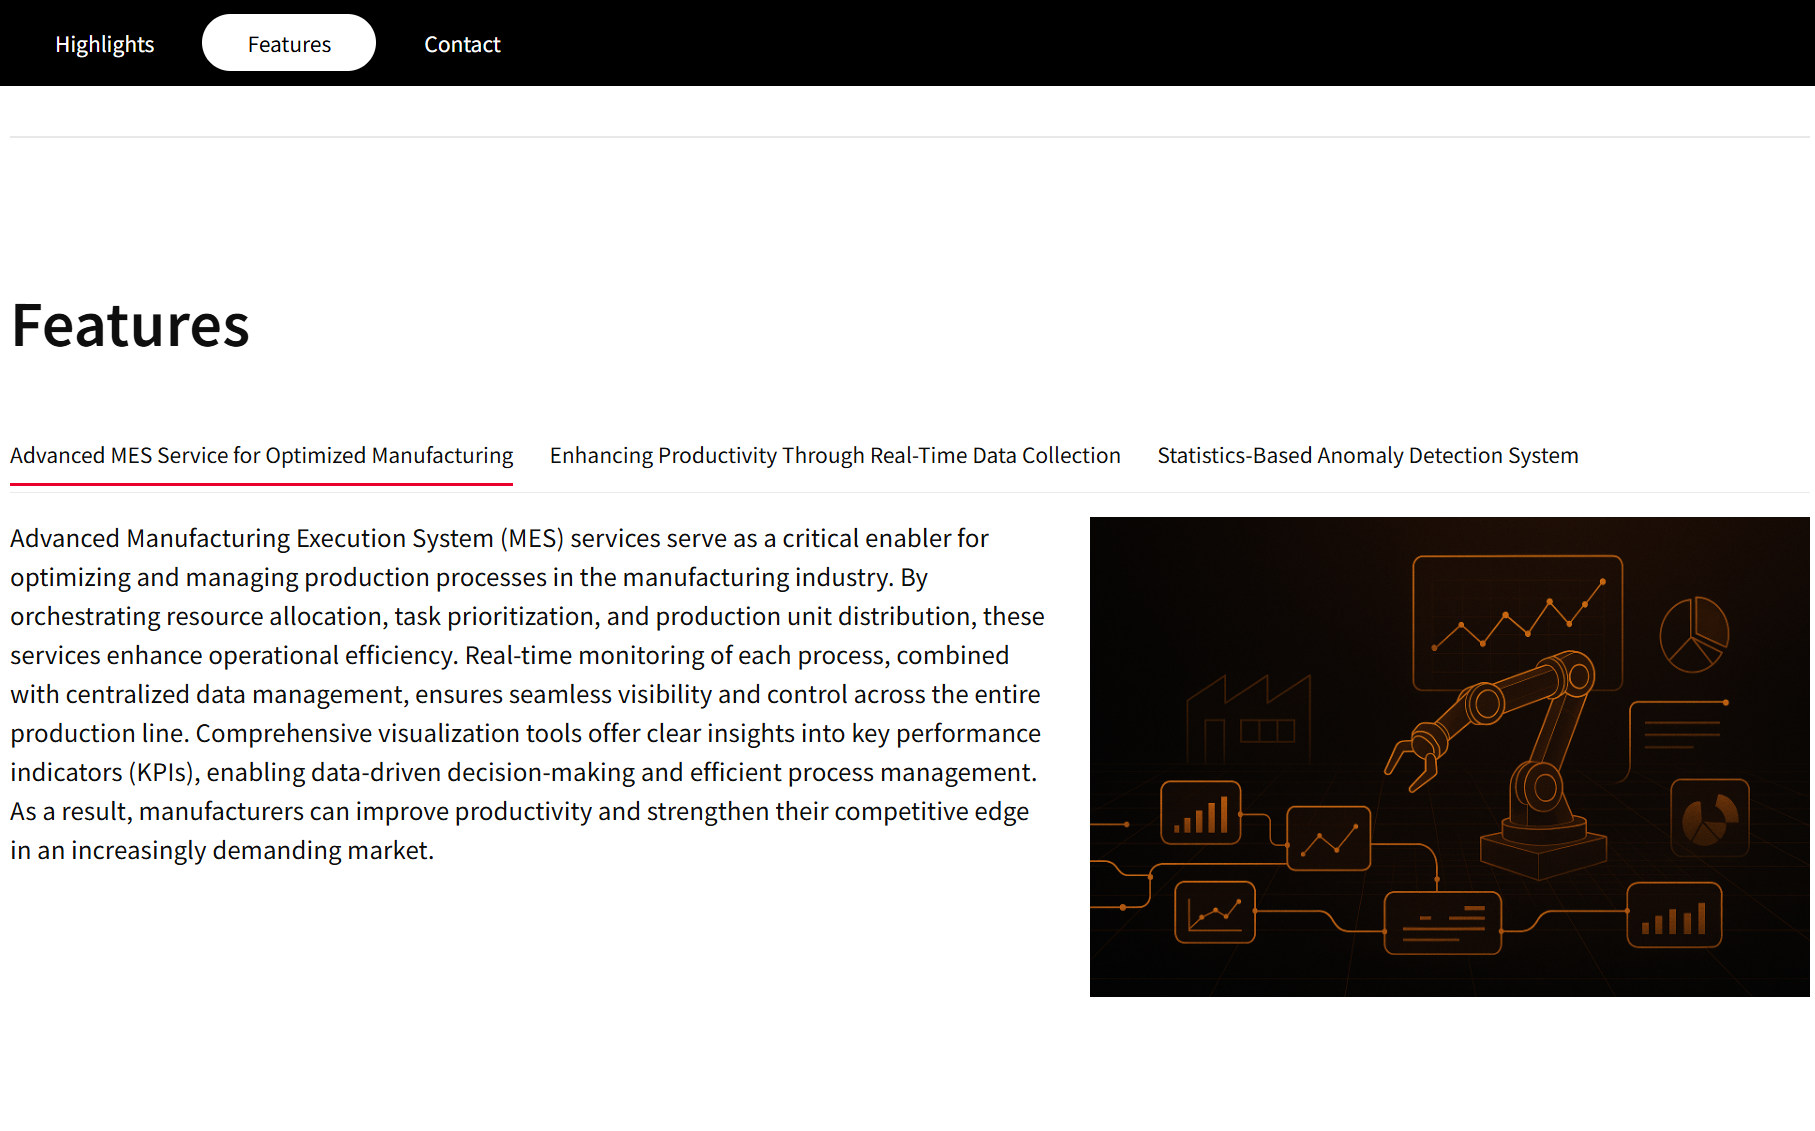 Highlights
Features
Contact
Features
Advanced MES Service for Optimized Manufacturing
Enhancing Productivity Through Real-Time Data Collection
Statistics-Based Anomaly Detection System
Advanced Manufacturing Execution System (MES) services serve as a critical enabler for
optimizing and managing production processes in the manufacturing industry. By
orchestrating resource allocation, task prioritization, and production unit distribution, these
services enhance operational efficiency. Real-time monitoring of each process, combined
with centralized data management, ensures seamless visibility and control across the entire
production line. Comprehensive visualization tools offer clear insights into key performance
indicators (KPIs), enabling data-driven decision-making and efficient process management.
As a result, manufacturers can improve productivity and strengthen their competitive edge
in an increasingly demanding market.